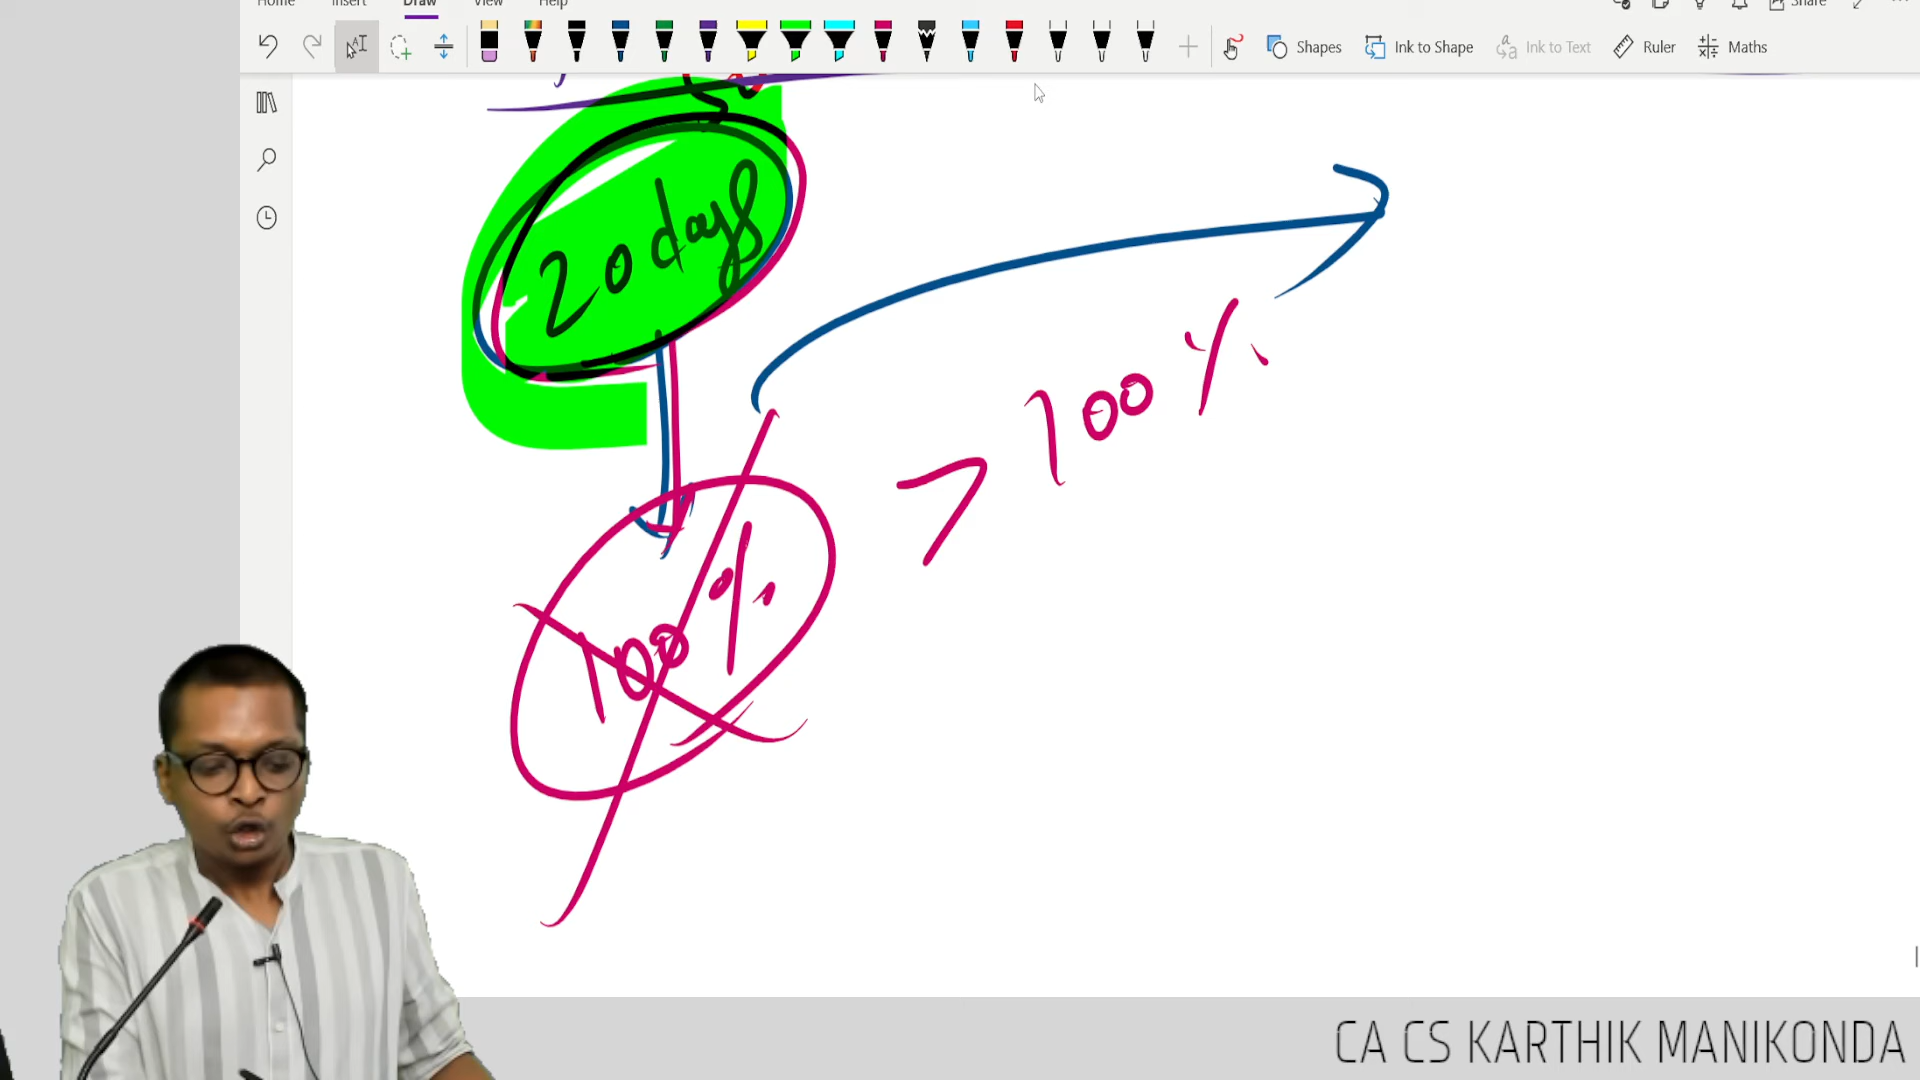 Home Insert Draw View Help Share
Shapes Ink to Shape Ink to Text Ruler Maths
20 days
> 100%
100%
CA CS KARTHIK MANIKONDA